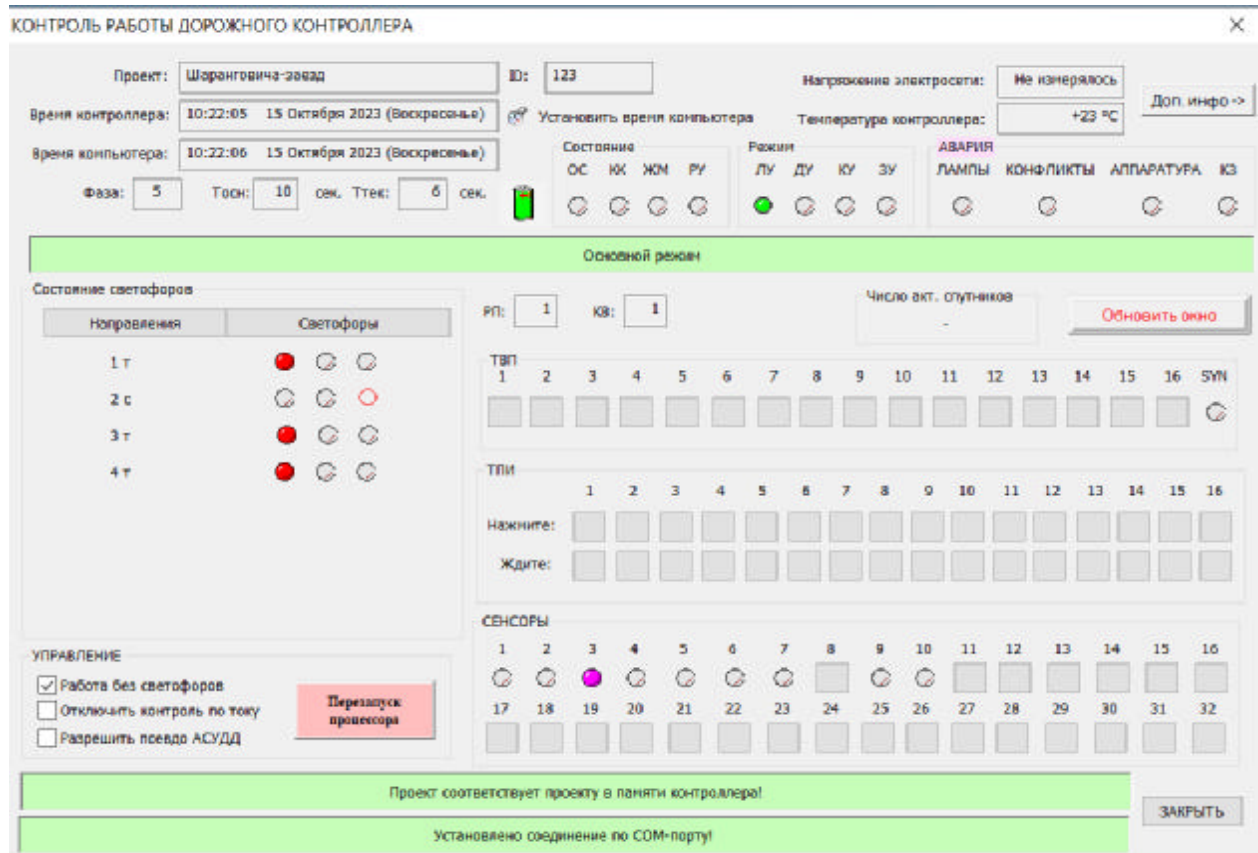 КОНТРОЛЬ РАБОТЫ ДОРОЖНОГО КОНТРОЛЛЕРА
Проект: Шаранговича-заезд ID: 123 Напряжение электросети: Не измерялось
Доп. инфо ->
Время контроллера: 10:22:05 15 Октября 2023 (Воскресенье) Установить время компьютера Температура контроллера: +23 °C
Время компьютера: 10:22:06 15 Октября 2023 (Воскресенье) Состояние Режим АВАРИЯ
ОС КК ЖМ РУ ЛУ ДУ КУ ЗУ ЛАМПЫ КОНФЛИКТЫ АППАРАТУРА КЗ
Фаза: 5 Тосн: 10 сек. Ттек: 6 сек.
Основной режим
Состояние светофоров
Направления Светофоры
1 т
2 с
3 т
4 т
РП: 1 КВ: 1 Число акт. спутников
-
Обновить окно
ТВП
1 2 3 4 5 6 7 8 9 10 11 12 13 14 15 16 SYN
ТПИ
1 2 3 4 5 6 7 8 9 10 11 12 13 14 15 16
Нажмите:
Ждите:
СЕНСОРЫ
1 2 3 4 5 6 7 8 9 10 11 12 13 14 15 16
17 18 19 20 21 22 23 24 25 26 27 28 29 30 31 32
УПРАВЛЕНИЕ
Работа без светофоров
Отключить контроль по току
Разрешить псевдо АСУДД
Перезапуск
процессора
Проект соответствует проекту в памяти контроллера!
Установлено соединение по COM-порту!
ЗАКРЫТЬ